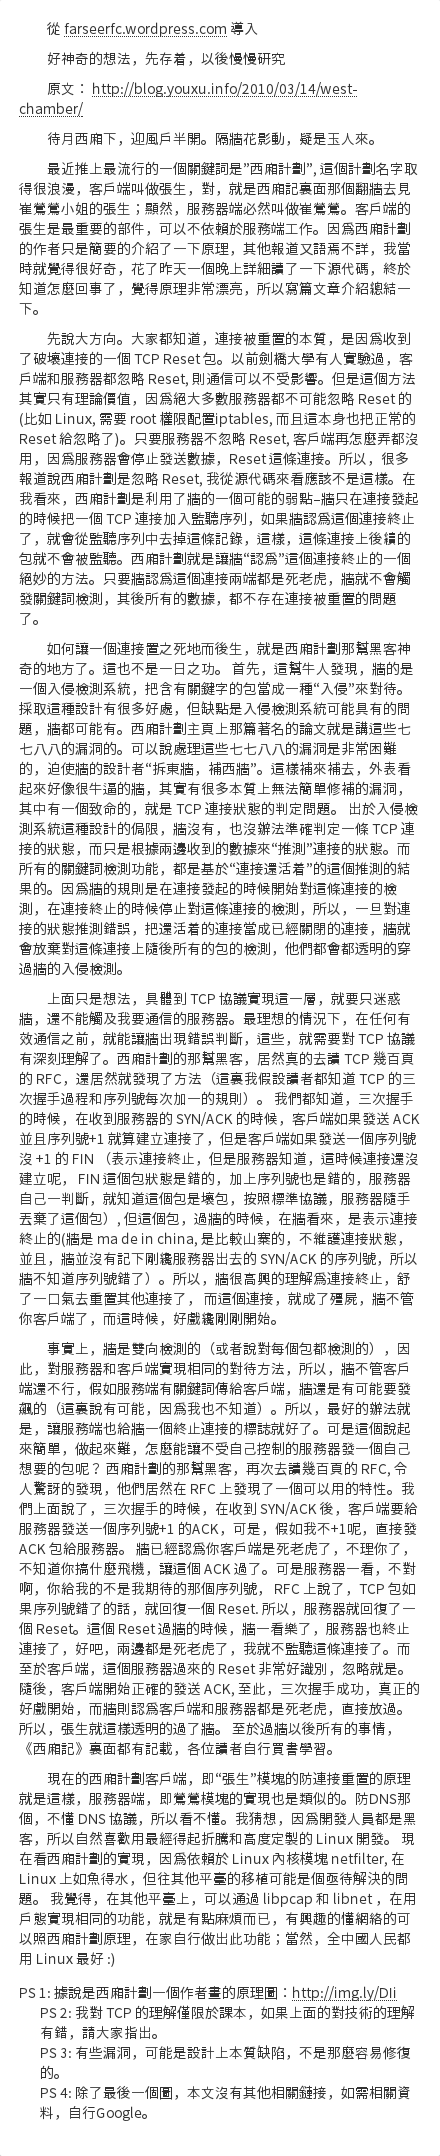 從 farseerfc.wordpress.com 導入
好神奇的想法，先存着，以後慢慢研究
原文： http://blog.youxu.info/2010/03/14/west-
chamber/
待月西廂下，迎風戶半開。隔牆花影動，疑是玉人來。
最近推上最流行的一個關鍵詞是”西廂計劃”, 這個計劃名字取
得很浪漫，客戶端叫做張生，對，就是西廂記裏面那個翻牆去見
崔鶯鶯小姐的張生；顯然，服務器端必然叫做崔鶯鶯。客戶端的
張生是最重要的部件，可以不依賴於服務端工作。因爲西廂計劃
的作者只是簡要的介紹了一下原理，其他報道又語焉不詳，我當
時就覺得很好奇，花了昨天一個晚上詳細讀了一下源代碼，終於
知道怎麼回事了，覺得原理非常漂亮，所以寫篇文章介紹總結一
下。
先說大方向。大家都知道，連接被重置的本質，是因爲收到
了破壞連接的一個 TCP Reset 包。以前劍橋大學有人實驗過，客
戶端和服務器都忽略 Reset, 則通信可以不受影響。但是這個方法
其實只有理論價值，因爲絕大多數服務器都不可能忽略 Reset 的
(比如 Linux, 需要 root 權限配置iptables, 而且這本身也把正常的
Reset 給忽略了)。只要服務器不忽略 Reset, 客戶端再怎麼弄都沒
用，因爲服務器會停止發送數據，Reset 這條連接。所以，很多
報道說西廂計劃是忽略 Reset, 我從源代碼來看應該不是這樣。在
我看來，西廂計劃是利用了牆的一個可能的弱點–牆只在連接發起
的時候把一個 TCP 連接加入監聽序列，如果牆認爲這個連接終止
了，就會從監聽序列中去掉這條記錄，這樣，這條連接上後續的
包就不會被監聽。西廂計劃就是讓牆“認爲”這個連接終止的一個
絕妙的方法。只要牆認爲這個連接兩端都是死老虎，牆就不會觸
發關鍵詞檢測，其後所有的數據，都不存在連接被重置的問題
了。
如何讓一個連接置之死地而後生，就是西廂計劃那幫黑客神
奇的地方了。這也不是一日之功。 首先，這幫牛人發現，牆的是
一個入侵檢測系統，把含有關鍵字的包當成一種“入侵”來對待。
採取這種設計有很多好處，但缺點是入侵檢測系統可能具有的問
題，牆都可能有。西廂計劃主頁上那篇著名的論文就是講這些七
七八八的漏洞的。可以說處理這些七七八八的漏洞是非常困難
的，迫使牆的設計者“拆東牆，補西牆”。這樣補來補去，外表看
起來好像很牛逼的牆，其實有很多本質上無法簡單修補的漏洞，
其中有一個致命的，就是 TCP 連接狀態的判定問題。 出於入侵檢
測系統這種設計的侷限，牆沒有，也沒辦法準確判定一條 TCP 連
接的狀態，而只是根據兩邊收到的數據來“推測”連接的狀態。而
所有的關鍵詞檢測功能，都是基於“連接還活着”的這個推測的結
果的。因爲牆的規則是在連接發起的時候開始對這條連接的檢
測，在連接終止的時候停止對這條連接的檢測，所以，一旦對連
接的狀態推測錯誤，把還活着的連接當成已經關閉的連接，牆就
會放棄對這條連接上隨後所有的包的檢測，他們都會都透明的穿
過牆的入侵檢測。
上面只是想法，具體到 TCP 協議實現這一層，就要只迷惑
牆，還不能觸及我要通信的服務器。最理想的情況下，在任何有
效通信之前，就能讓牆出現錯誤判斷，這些，就需要對 TCP 協議
有深刻理解了。西廂計劃的那幫黑客，居然真的去讀 TCP 幾百頁
的 RFC，還居然就發現了方法（這裏我假設讀者都知道 TCP 的三
次握手過程和序列號每次加一的規則）。 我們都知道，三次握手
的時候，在收到服務器的 SYN/ACK 的時候，客戶端如果發送 ACK
並且序列號+1 就算建立連接了，但是客戶端如果發送一個序列號
沒 +1 的 FIN （表示連接終止，但是服務器知道，這時候連接還沒
建立呢， FIN 這個包狀態是錯的，加上序列號也是錯的，服務器
自己一判斷，就知道這個包是壞包，按照標準協議，服務器隨手
丟棄了這個包）, 但這個包，過牆的時候，在牆看來，是表示連接
終止的(牆是 ma de in china, 是比較山寨的，不維護連接狀態，
並且，牆並沒有記下剛纔服務器出去的 SYN/ACK 的序列號，所以
牆不知道序列號錯了）。所以，牆很高興的理解爲連接終止，舒
了一口氣去重置其他連接了， 而這個連接，就成了殭屍，牆不管
你客戶端了，而這時候，好戲纔剛剛開始。
事實上，牆是雙向檢測的（或者說對每個包都檢測的），因
此，對服務器和客戶端實現相同的對待方法，所以，牆不管客戶
端還不行，假如服務端有關鍵詞傳給客戶端，牆還是有可能要發
飆的（這裏說有可能，因爲我也不知道）。所以，最好的辦法就
是，讓服務端也給牆一個終止連接的標誌就好了。可是這個說起
來簡單，做起來難，怎麼能讓不受自己控制的服務器發一個自己
想要的包呢？ 西廂計劃的那幫黑客，再次去讀幾百頁的 RFC, 令
人驚訝的發現，他們居然在 RFC 上發現了一個可以用的特性。我
們上面說了，三次握手的時候，在收到 SYN/ACK 後，客戶端要給
服務器發送一個序列號+1 的ACK，可是，假如我不+1呢，直接發
ACK 包給服務器。 牆已經認爲你客戶端是死老虎了，不理你了，
不知道你搞什麼飛機，讓這個 ACK 過了。可是服務器一看，不對
啊，你給我的不是我期待的那個序列號， RFC 上說了，TCP 包如
果序列號錯了的話，就回復一個 Reset. 所以，服務器就回復了一
個 Reset。這個 Reset 過牆的時候，牆一看樂了，服務器也終止
連接了，好吧，兩邊都是死老虎了，我就不監聽這條連接了。而
至於客戶端，這個服務器過來的 Reset 非常好識別，忽略就是。
隨後，客戶端開始正確的發送 ACK, 至此，三次握手成功，真正的
好戲開始，而牆則認爲客戶端和服務器都是死老虎，直接放過。
所以，張生就這樣透明的過了牆。 至於過牆以後所有的事情，
《西廂記》裏面都有記載，各位讀者自行買書學習。
現在的西廂計劃客戶端，即“張生”模塊的防連接重置的原理
就是這樣，服務器端，即鶯鶯模塊的實現也是類似的。防DNS那
個，不懂 DNS 協議，所以看不懂。我猜想，因爲開發人員都是黑
客，所以自然喜歡用最經得起折騰和高度定製的 Linux 開發。 現
在看西廂計劃的實現，因爲依賴於 Linux 內核模塊 netfilter, 在
Linux 上如魚得水，但往其他平臺的移植可能是個亟待解決的問
題。 我覺得，在其他平臺上，可以通過 libpcap 和 libnet ，在用
戶態實現相同的功能，就是有點麻煩而已，有興趣的懂網絡的可
以照西廂計劃原理，在家自行做出此功能；當然，全中國人民都
用 Linux 最好 :)
PS 1: 據說是西廂計劃一個作者畫的原理圖：http://img.ly/DIi
PS 2: 我對 TCP 的理解僅限於課本，如果上面的對技術的理解
有錯，請大家指出。
PS 3: 有些漏洞，可能是設計上本質缺陷，不是那麼容易修復
的。
PS 4: 除了最後一個圖，本文沒有其他相關鏈接，如需相關資
料，自行Google。